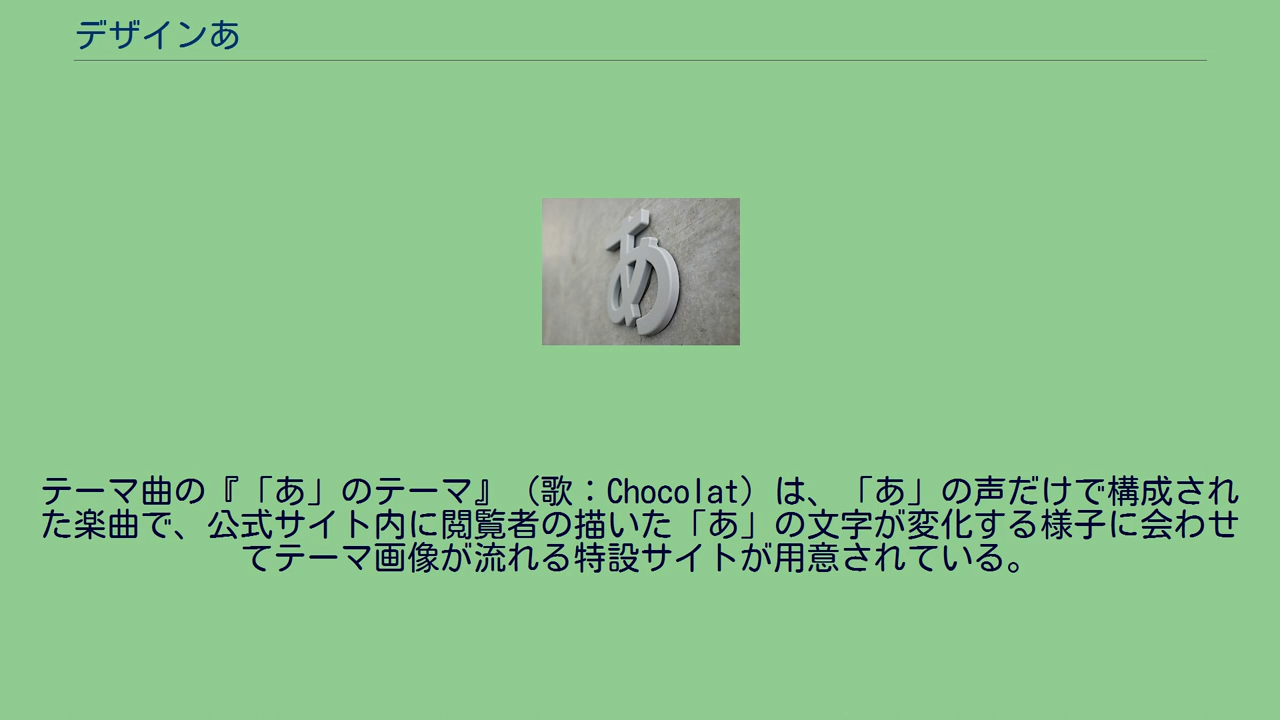 デザインあ
あ
テーマ曲の『「あ」のテーマ』（歌：Chocolat）は、「あ」の声だけで構成され
た楽曲で、公式サイト内に閲覧者の描いた「あ」の文字が変化する様子に会わせ
てテーマ画像が流れる特設サイトが用意されている。